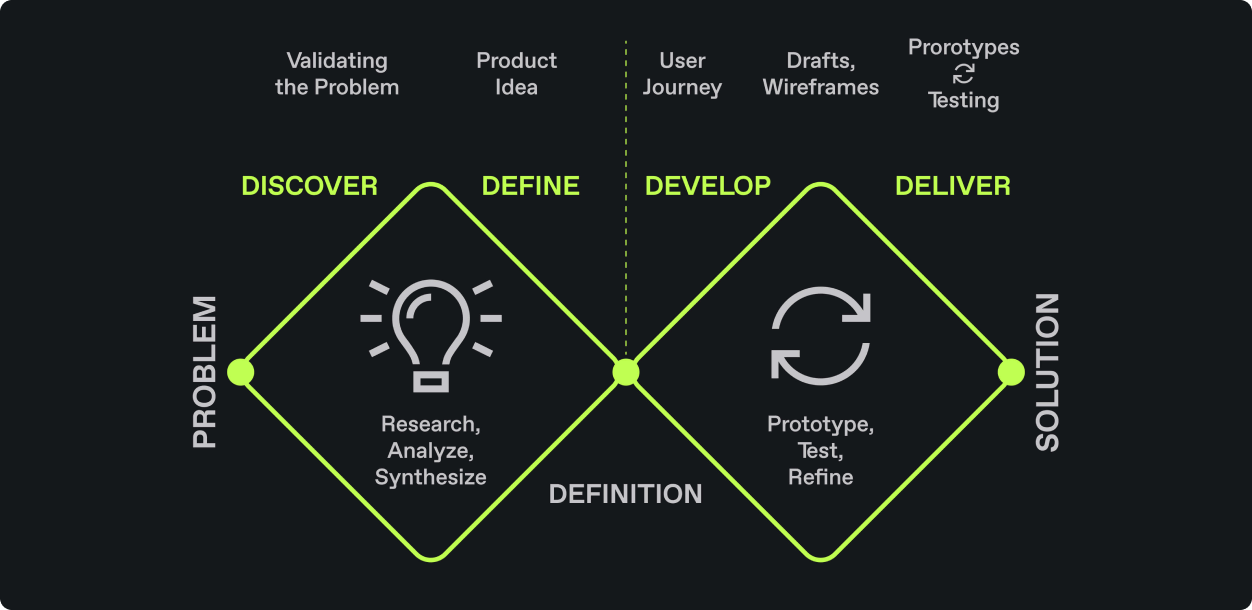 Validating
the Problem
Product
Idea
User
Journey
Drafts,
Wireframes
Prorotypes
Testing
DISCOVER
DEFINE
DEVELOP
DELIVER
PROBLEM
Research,
Analyze,
Synthesize
DEFINITION
Prototype,
Test,
Refine
SOLUTION